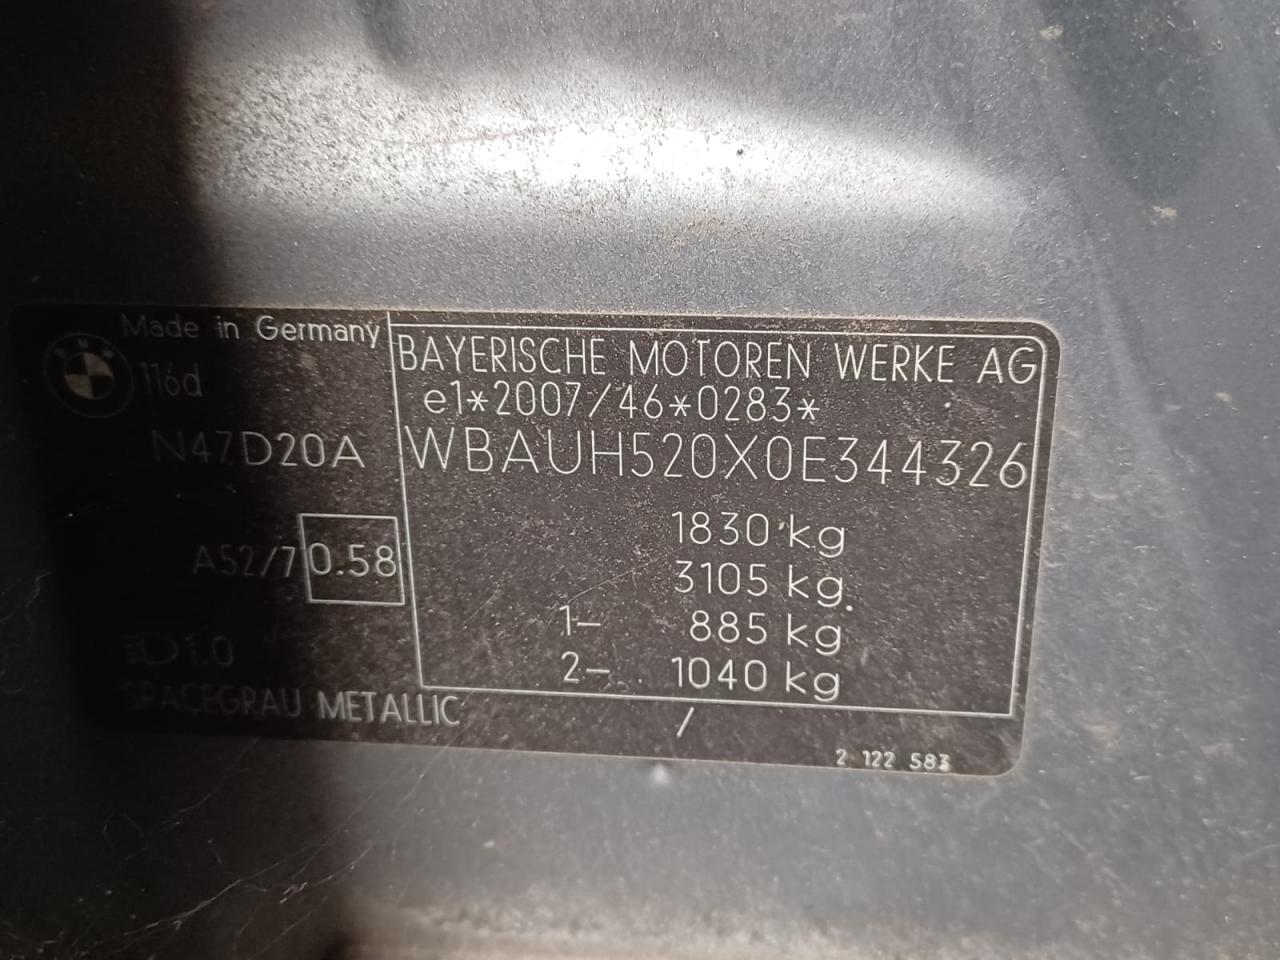 Made in Germany
BMW
116d
N47D20A
A52/7 0.58
D1.0
SPACEGRAU METALLIC
BAYERISCHE MOTOREN WERKE AG
e1*2007/46*0283*
WBAUH520X0E344326
1830 kg
3105 kg
1- 885 kg
2- 1040 kg
/
2 122 583